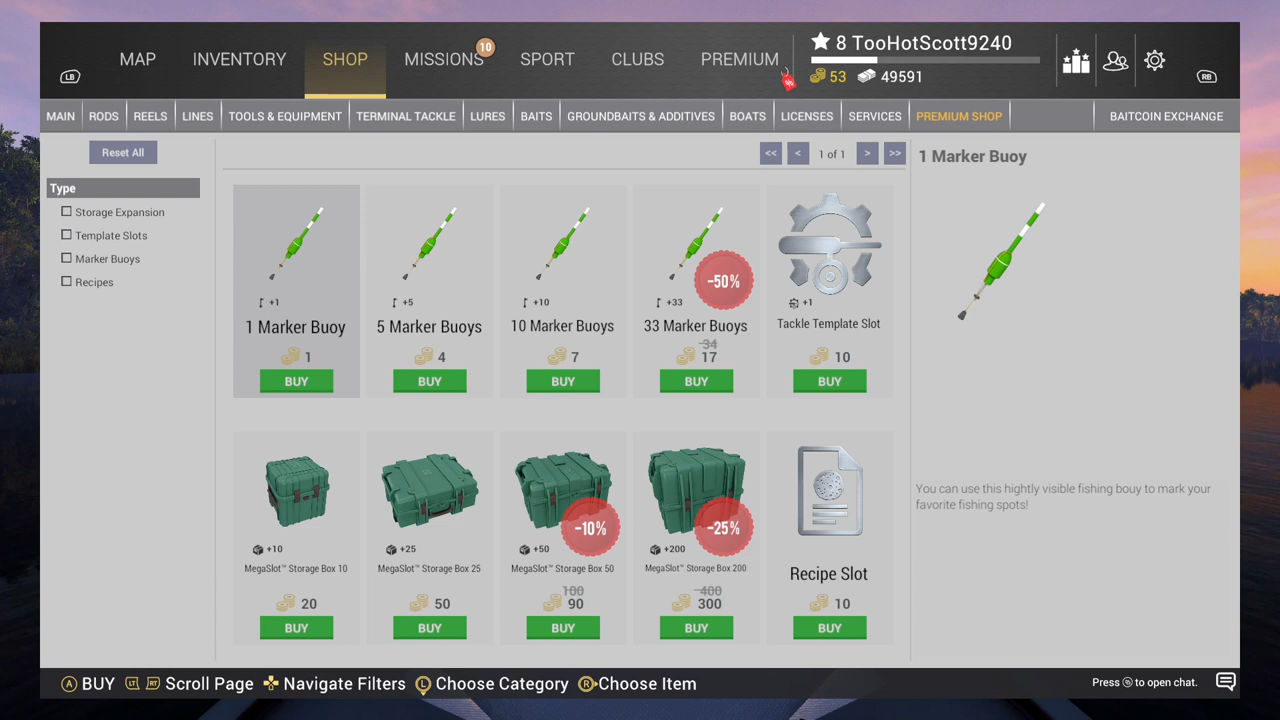 MAP INVENTORY SHOP MISSIONS 10 SPORT CLUBS PREMIUM %
8 TooHotScott9240
53 49591
LB
RB
MAIN RODS REELS LINES TOOLS & EQUIPMENT TERMINAL TACKLE LURES BAITS GROUNDBAITS & ADDITIVES BOATS LICENSES SERVICES PREMIUM SHOP BAITCOIN EXCHANGE
Reset All
Type
Storage Expansion
Template Slots
Marker Buoys
Recipes
<< < 1 of 1 > >>
-50%
+1 +5 +10 +33 +1
1 Marker Buoy 5 Marker Buoys 10 Marker Buoys 33 Marker Buoys Tackle Template Slot
34
1 4 7 17 10
BUY BUY BUY BUY BUY
-10% -25%
+10 +25 +50 +200
MegaSlot™ Storage Box 10 MegaSlot™ Storage Box 25 MegaSlot™ Storage Box 50 MegaSlot™ Storage Box 200 Recipe Slot
100 400
20 50 90 300 10
BUY BUY BUY BUY BUY
1 Marker Buoy
You can use this hightly visible fishing bouy to mark your
favorite fishing spots!
A BUY LT RT Scroll Page Navigate Filters L Choose Category R Choose Item
Press to open chat.